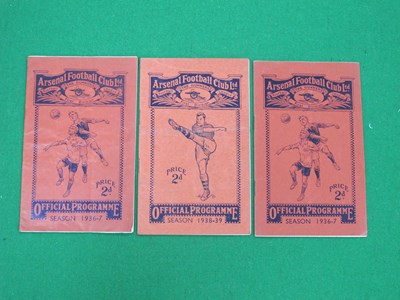 Arsenal Football Club Ltd
PRICE
2d
OFFICIAL PROGRAMME
SEASON 1936-7
Arsenal Football Club Ltd
PRICE
2d
OFFICIAL PROGRAMME
SEASON 1938-39
Arsenal Football Club Ltd
PRICE
2d
OFFICIAL PROGRAMME
SEASON 1936-7